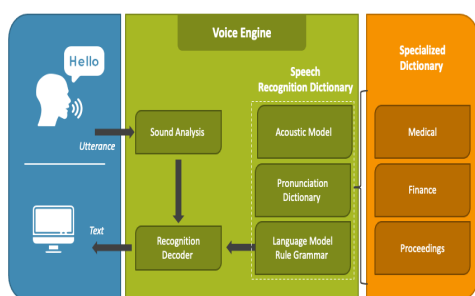 Voice Engine
Hello
Speech
Recognition Dictionary
Specialized
Dictionary
Utterance
Sound Analysis
Acoustic Model
Medical
Pronunciation
Dictionary
Finance
Text
Recognition
Decoder
Language Model
Rule Grammar
Proceedings